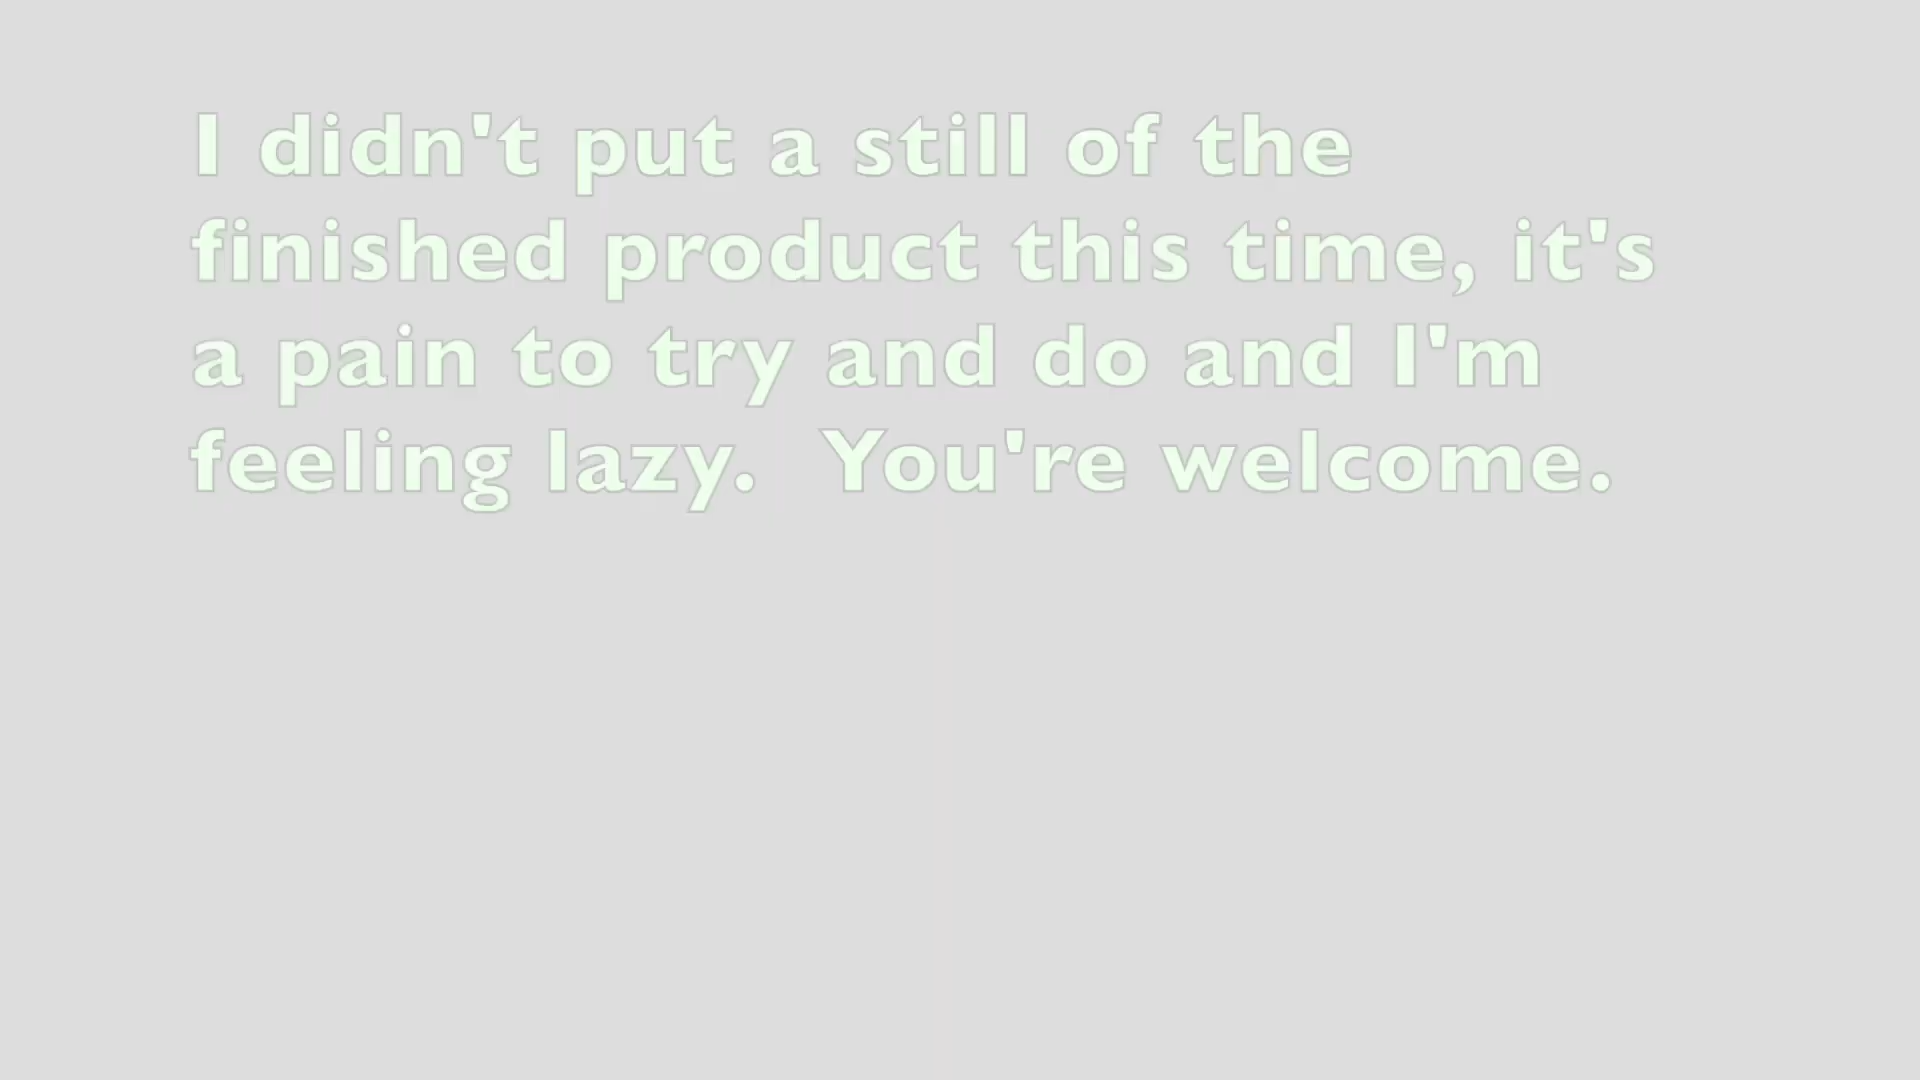 I didn't put a still of the
finished product this time, it's
a pain to try and do and I'm
feeling lazy.  You're welcome.